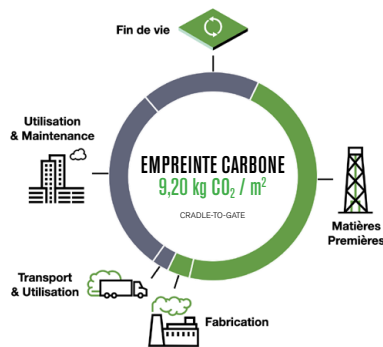 Fin de vie
Utilisation
& Maintenance
EMPREINTE CARBONE
9,20 kg CO₂ / m²
CRADLE-TO-GATE
Matières
Premières
Transport
& Utilisation
Fabrication